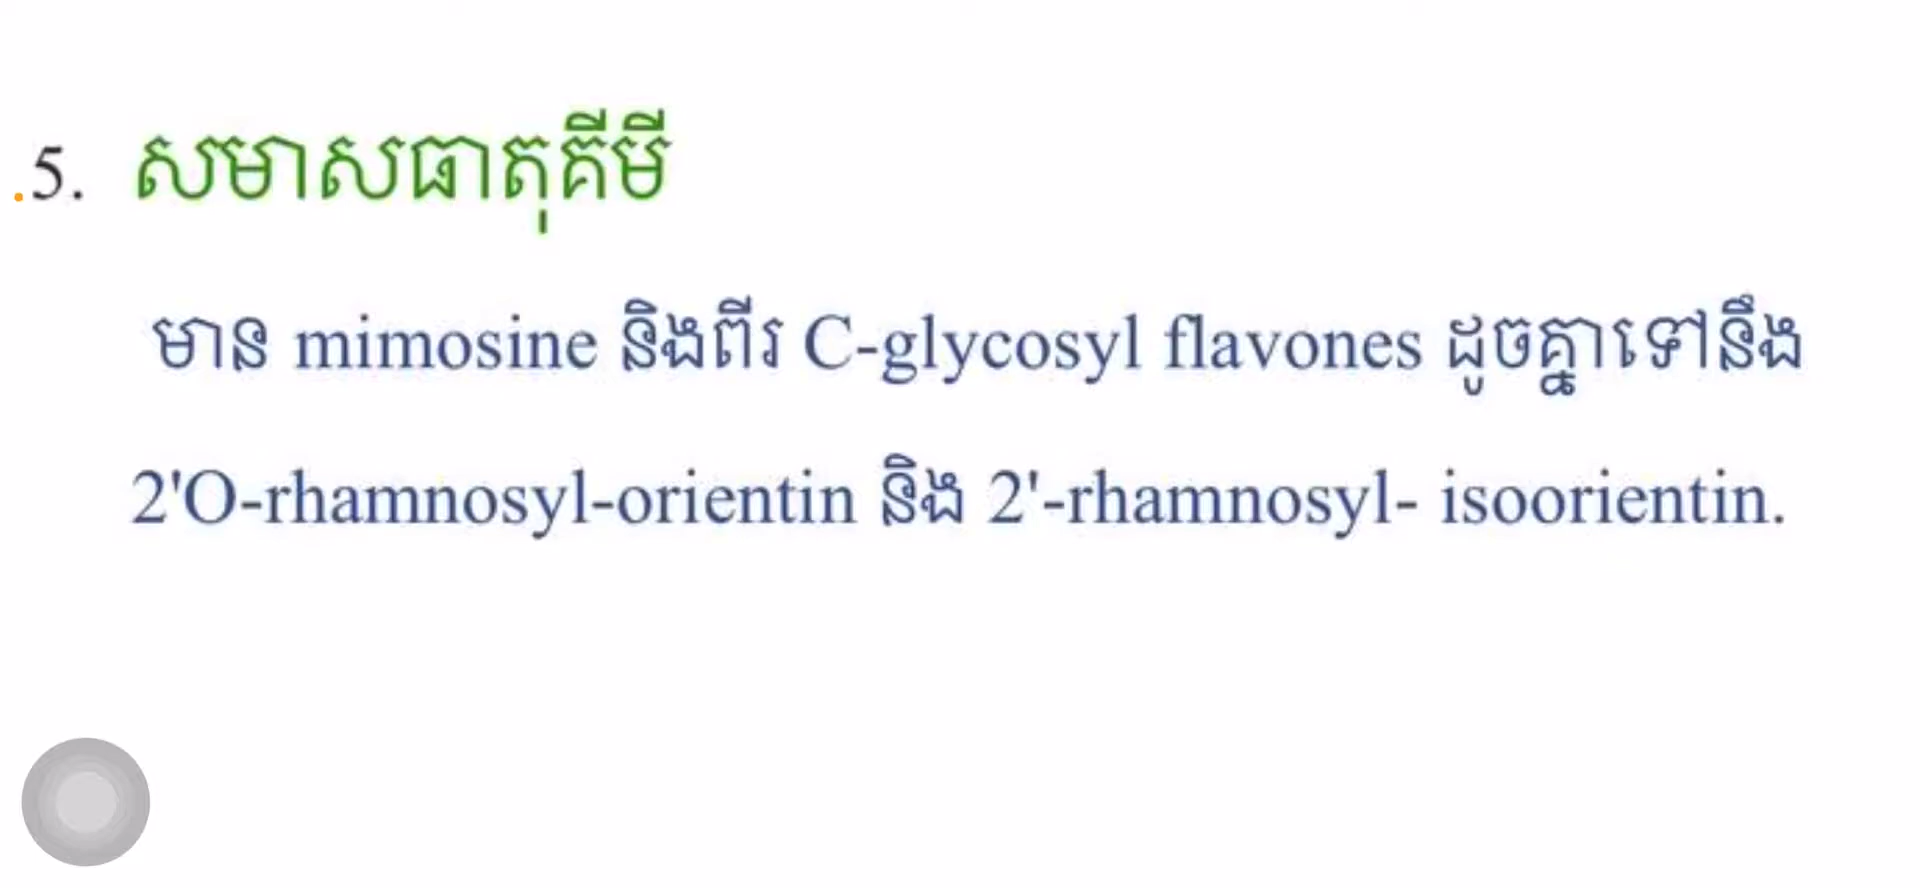 .5. សមាសធាតុគីមី
មាន mimosine និងពីរ C-glycosyl flavones ដូចគ្នាទៅនឹង
2'O-rhamnosyl-orientin និង 2'-rhamnosyl- isoorientin.